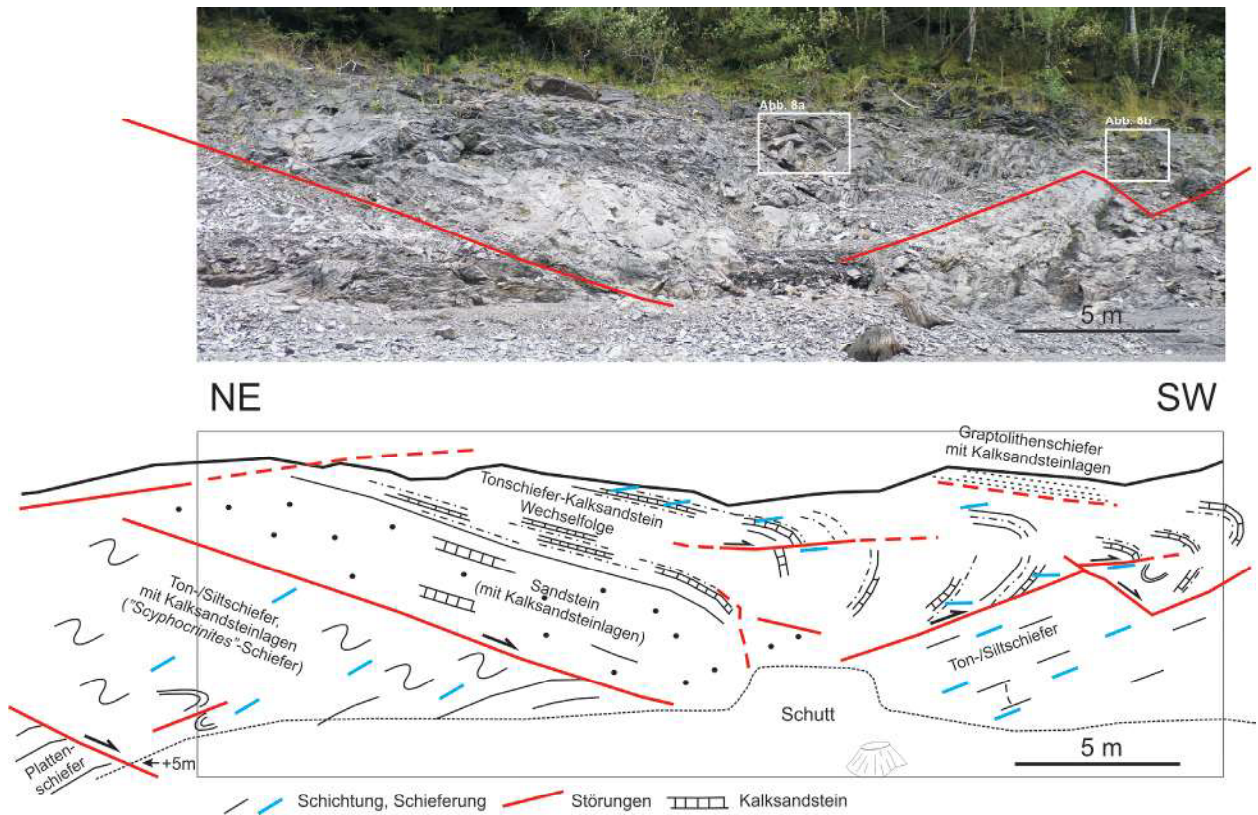 Abb. 8a
Abb. 8b
5 m
NE
SW
Graptolithenschiefer
mit Kalksandsteinlagen
Tonschiefer-Kalksandstein
Wechselfolge
Sandstein
(mit Kalksandsteinlagen)
Ton-/Siltschiefer,
mit Kalksandsteinlagen
("Scyphocrinites"-Schiefer)
Ton-/Siltschiefer
Schutt
Platten-
schiefer
+5m
5 m
Schichtung, Schieferung
Störungen
Kalksandstein